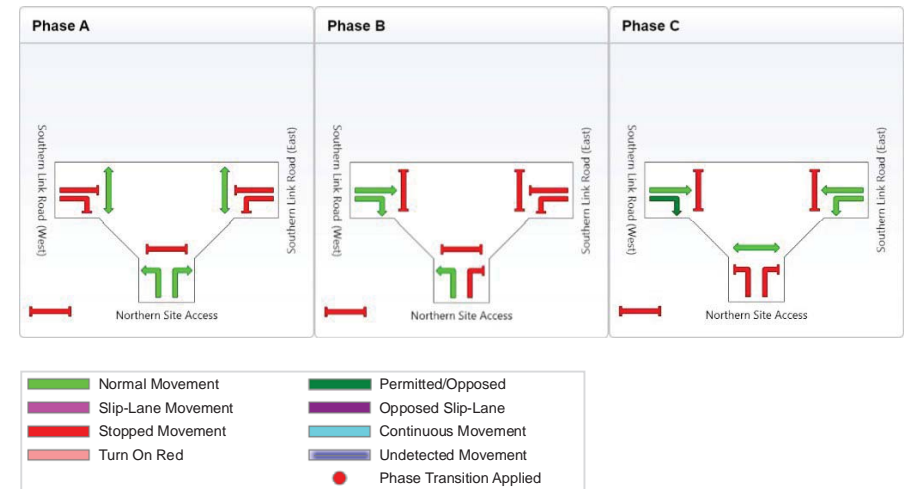 Phase A
Phase B
Phase C
Southern Link Road (West)
Southern Link Road (East)
Northern Site Access
Southern Link Road (West)
Southern Link Road (East)
Northern Site Access
Southern Link Road (West)
Southern Link Road (East)
Northern Site Access
Normal Movement
Permitted/Opposed
Slip-Lane Movement
Opposed Slip-Lane
Stopped Movement
Continuous Movement
Turn On Red
Undetected Movement
Phase Transition Applied